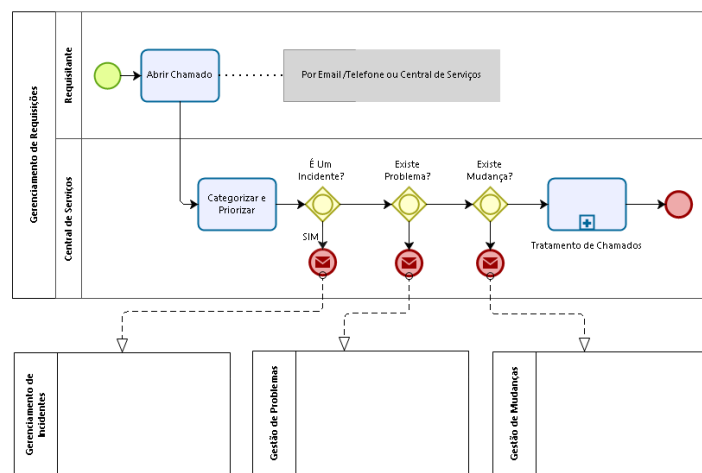 Gerenciamento de Requisições
Requisitante
Abrir Chamado
Por Email /Telefone ou Central de Serviços
Central de Serviços
Categorizar e
Priorizar
É Um
Incidente?
SIM
Existe
Problema?
Existe
Mudança?
Tratamento de Chamados
Gerenciamento de
Incidentes
Gestão de Problemas
Gestão de Mudanças